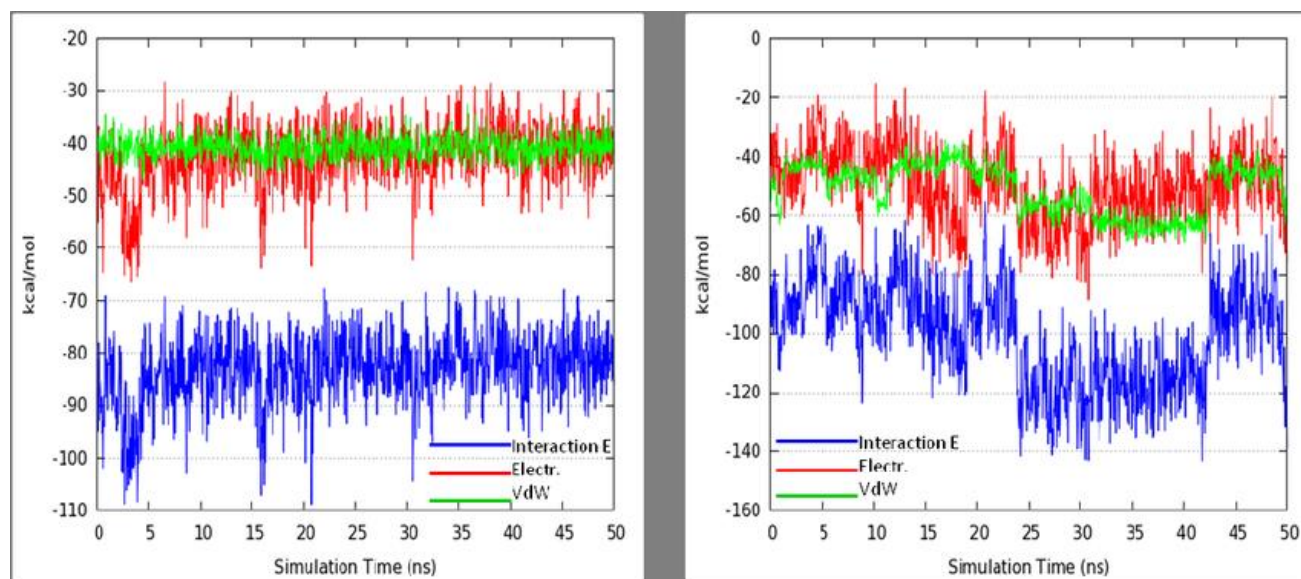 -20
-30
-40
-50
-60
-70
-80
-90
-100
-110
kcal/mol
Interaction E
Electr.
VdW
0 5 10 15 20 25 30 35 40 45 50
Simulation Time (ns)
0
-20
-40
-60
-80
-100
-120
-140
-160
kcal/mol
Interaction E
Electr.
VdW
0 5 10 15 20 25 30 35 40 45 50
Simulation Time (ns)